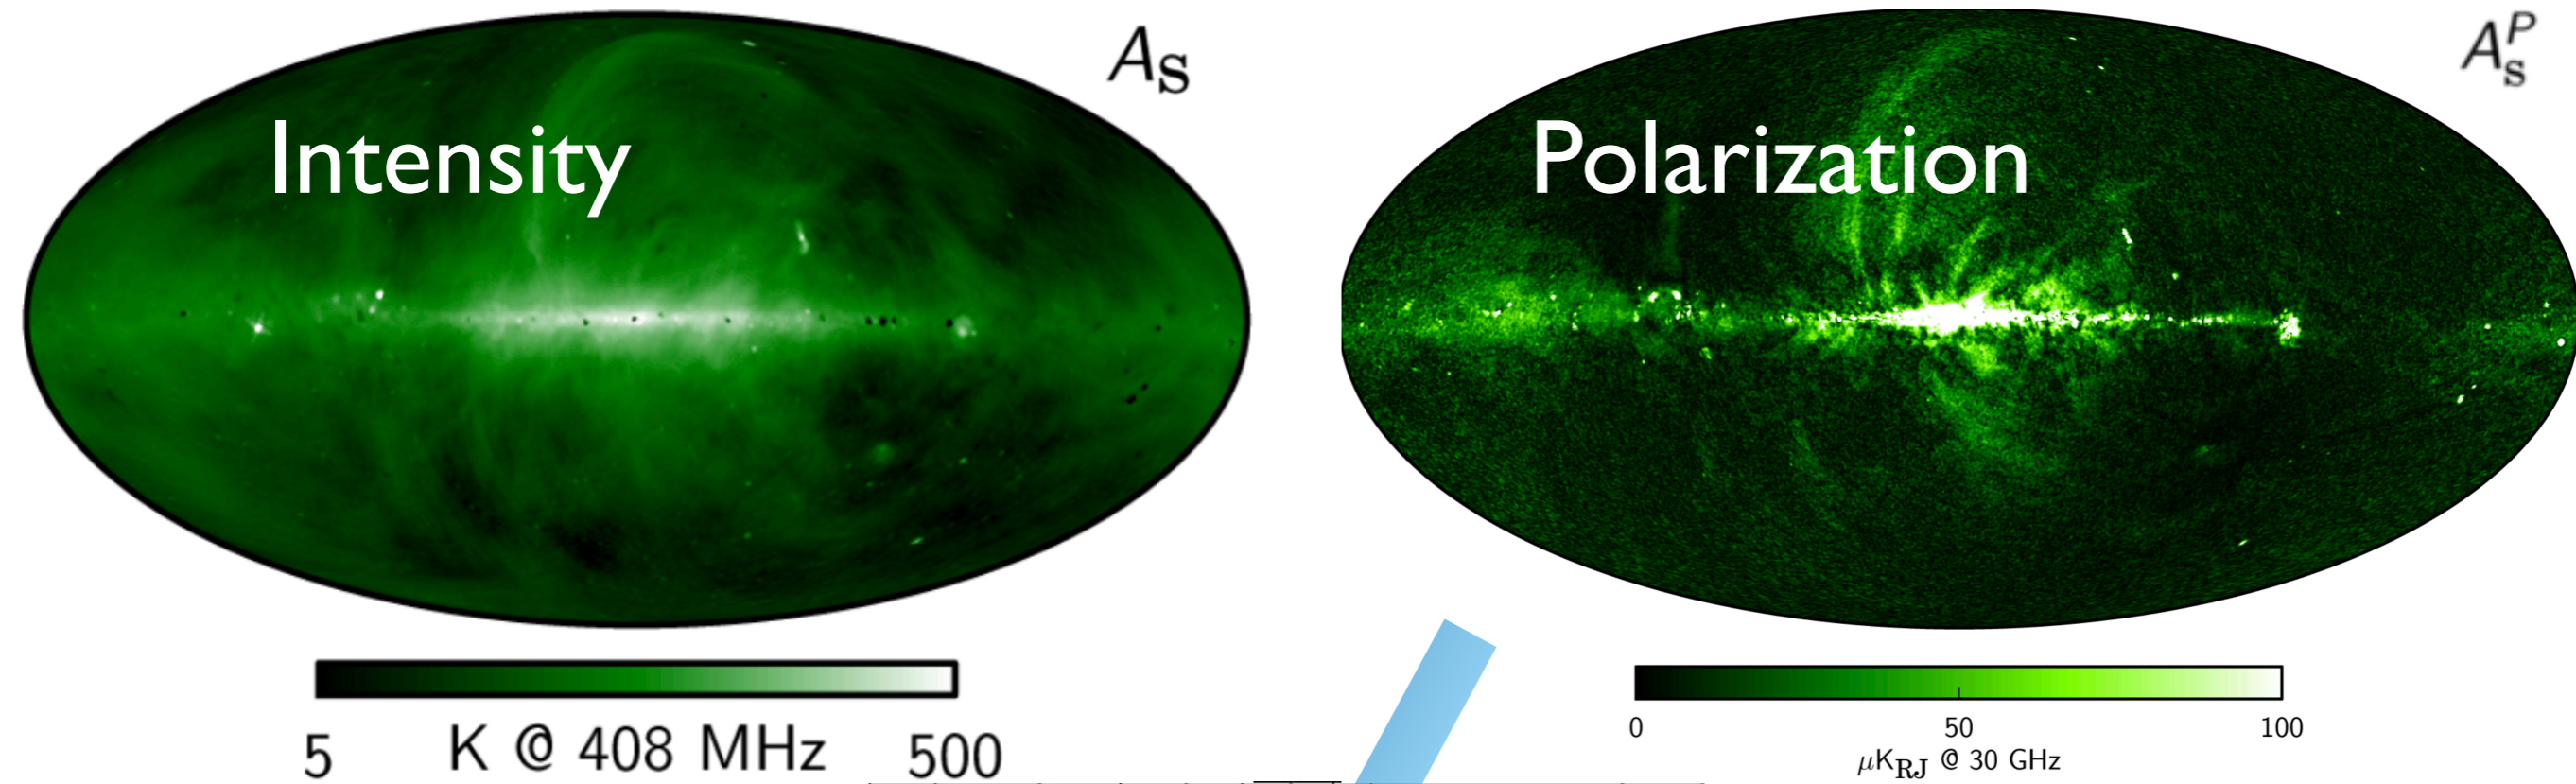 Intensity
A_S
5 K @ 408 MHz 500
Polarization
A_s^P
0 50 100
μK_RJ @ 30 GHz